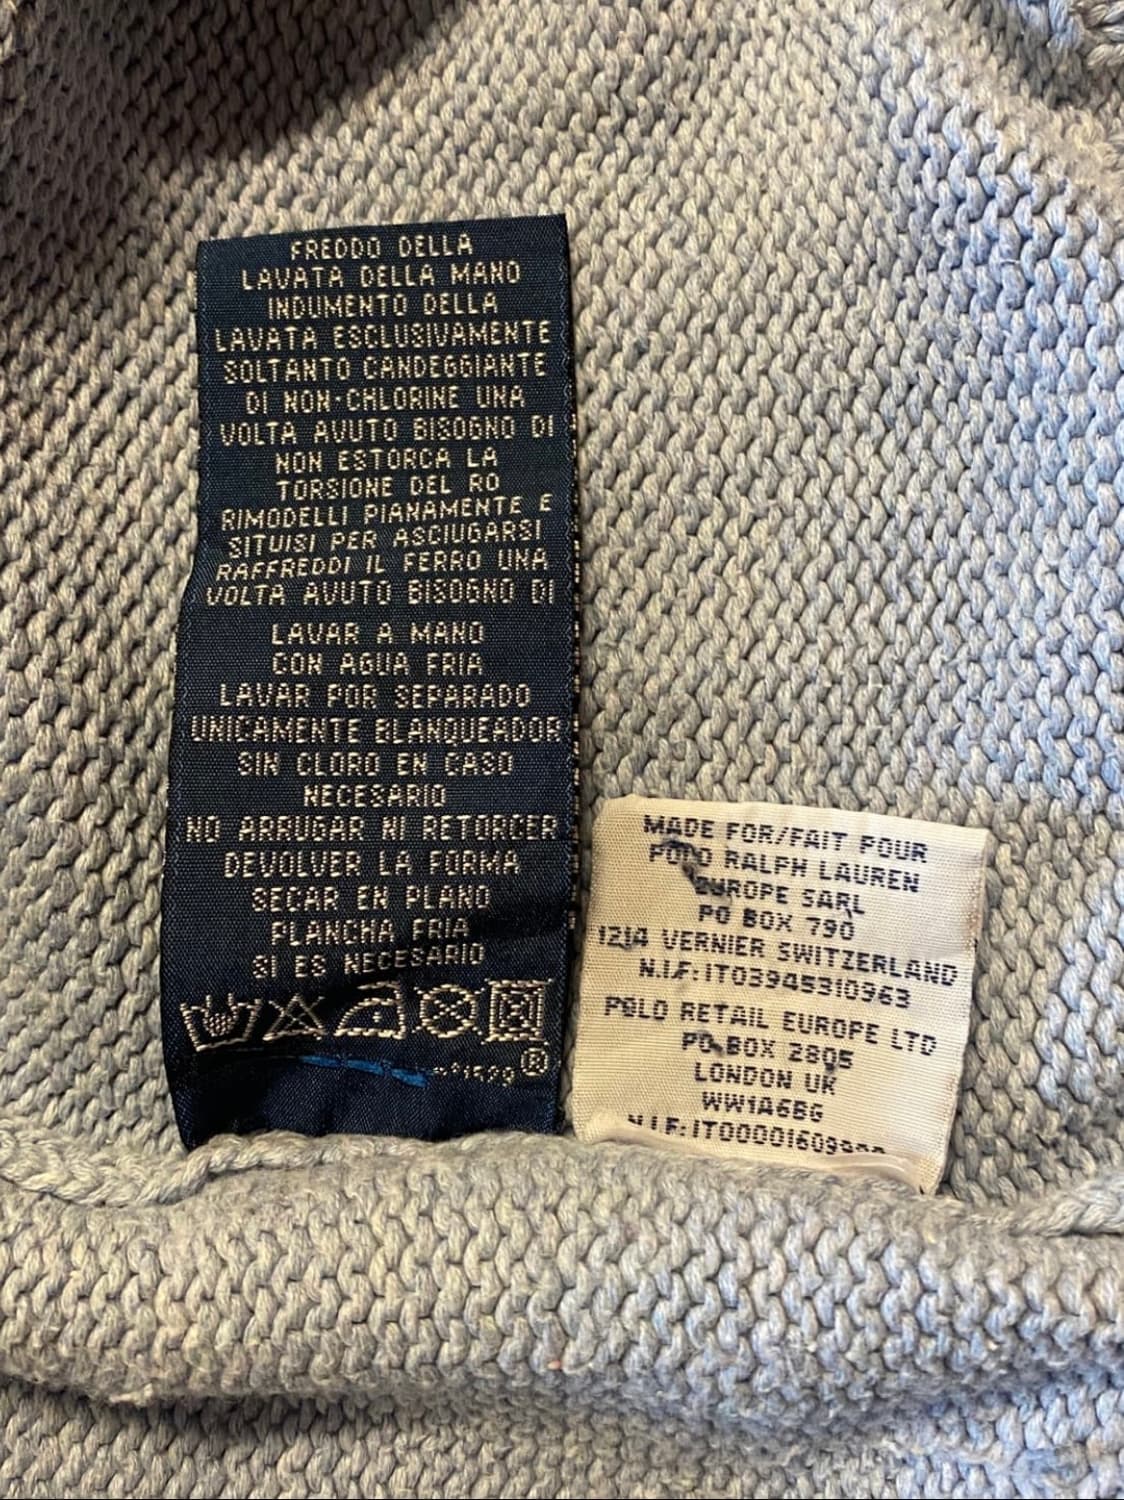 FREDDO DELLA
LAVATA DELLA MANO
INDUMENTO DELLA
LAVATA ESCLUSIVAMENTE
SOLTANTO CANDEGGIANTE
DI NON-CHLORINE UNA
VOLTA AVUTO BISOGNO DI
NON ESTORCA LA
TORSIONE DEL RO
RIMODELLI PIANAMENTE E
SITUISI PER ASCIUGARSI
RAFFREDDI IL FERRO UNA
VOLTA AVUTO BISOGNO DI
LAVAR A MANO
CON AGUA FRIA
LAVAR POR SEPARADO
UNICAMENTE BLANQUEADOR
SIN CLORO EN CASO
NECESARIO
NO ARRUGAR NI RETORCER
DEVOLVER LA FORMA
SECAR EN PLANO
PLANCHA FRIA
SI ES NECESARIO
®
MADE FOR/FAIT POUR
POLO RALPH LAUREN
EUROPE SARL
PO BOX 790
1214 VERNIER SWITZERLAND
N.I.F:IT03945310963
POLO RETAIL EUROPE LTD
PO BOX 2805
LONDON UK
WW1A6BG
N.I.F:IT00001609